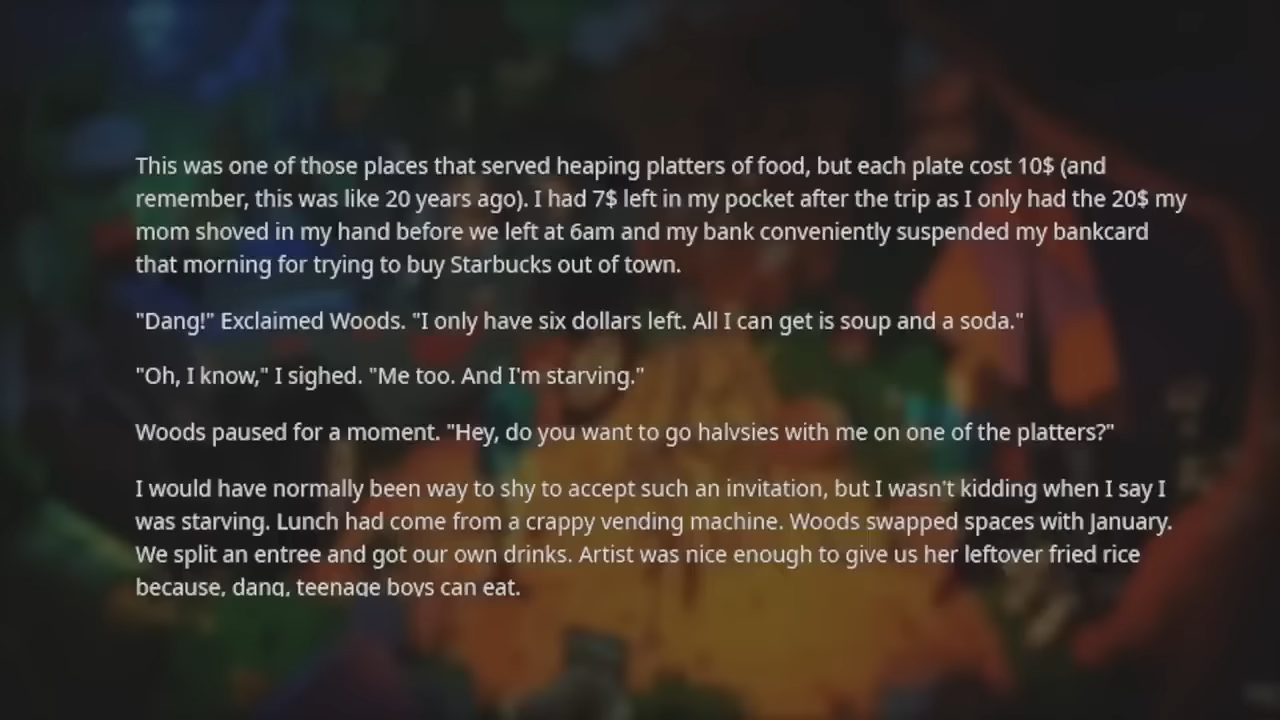 This was one of those places that served heaping platters of food, but each plate cost 10$ (and
remember, this was like 20 years ago). I had 7$ left in my pocket after the trip as I only had the 20$ my
mom shoved in my hand before we left at 6am and my bank conveniently suspended my bankcard
that morning for trying to buy Starbucks out of town.
"Dang!" Exclaimed Woods. "I only have six dollars left. All I can get is soup and a soda."
"Oh, I know," I sighed. "Me too. And I'm starving."
Woods paused for a moment. "Hey, do you want to go halvsies with me on one of the platters?"
I would have normally been way to shy to accept such an invitation, but I wasn't kidding when I say I
was starving. Lunch had come from a crappy vending machine. Woods swapped spaces with January.
We split an entree and got our own drinks. Artist was nice enough to give us her leftover fried rice
because, dang, teenage boys can eat.